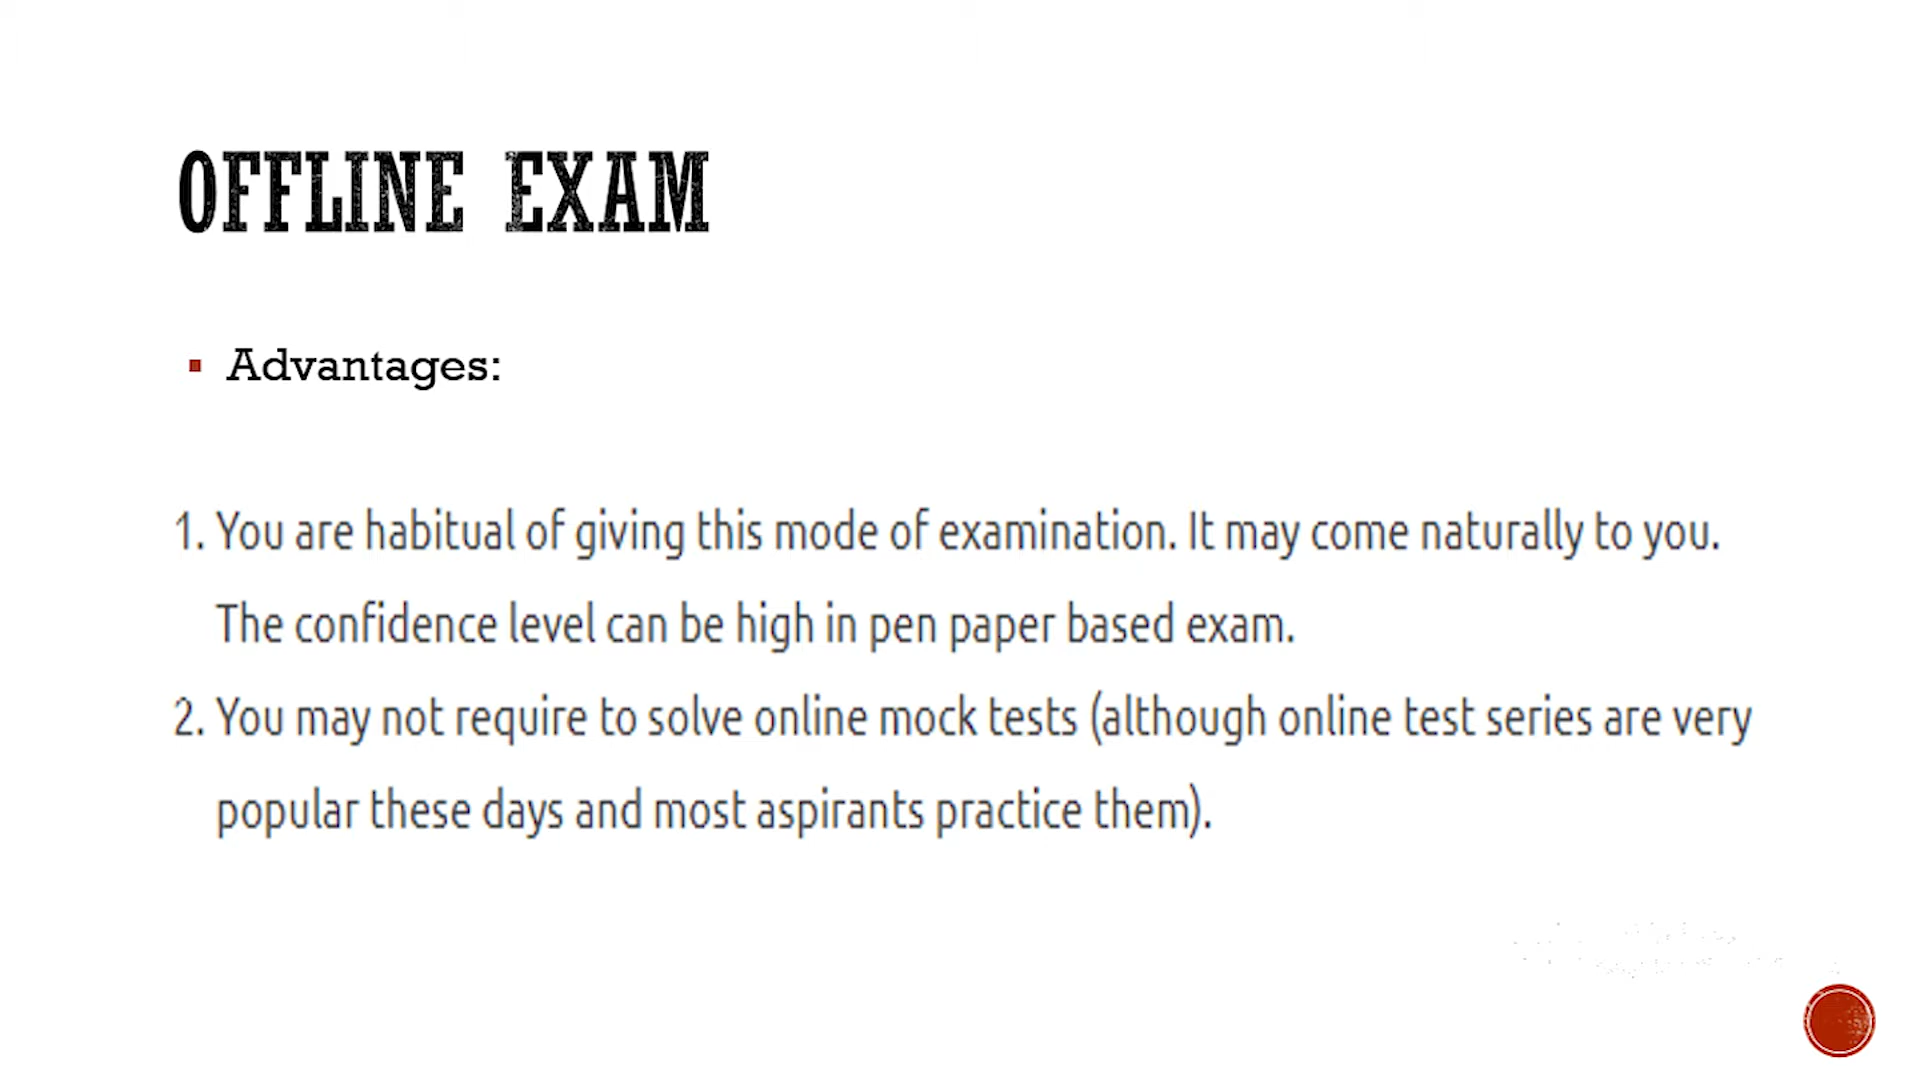 OFFLINE EXAM
▪ Advantages:
1. You are habitual of giving this mode of examination. It may come naturally to you.
The confidence level can be high in pen paper based exam.
2. You may not require to solve online mock tests (although online test series are very
popular these days and most aspirants practice them).